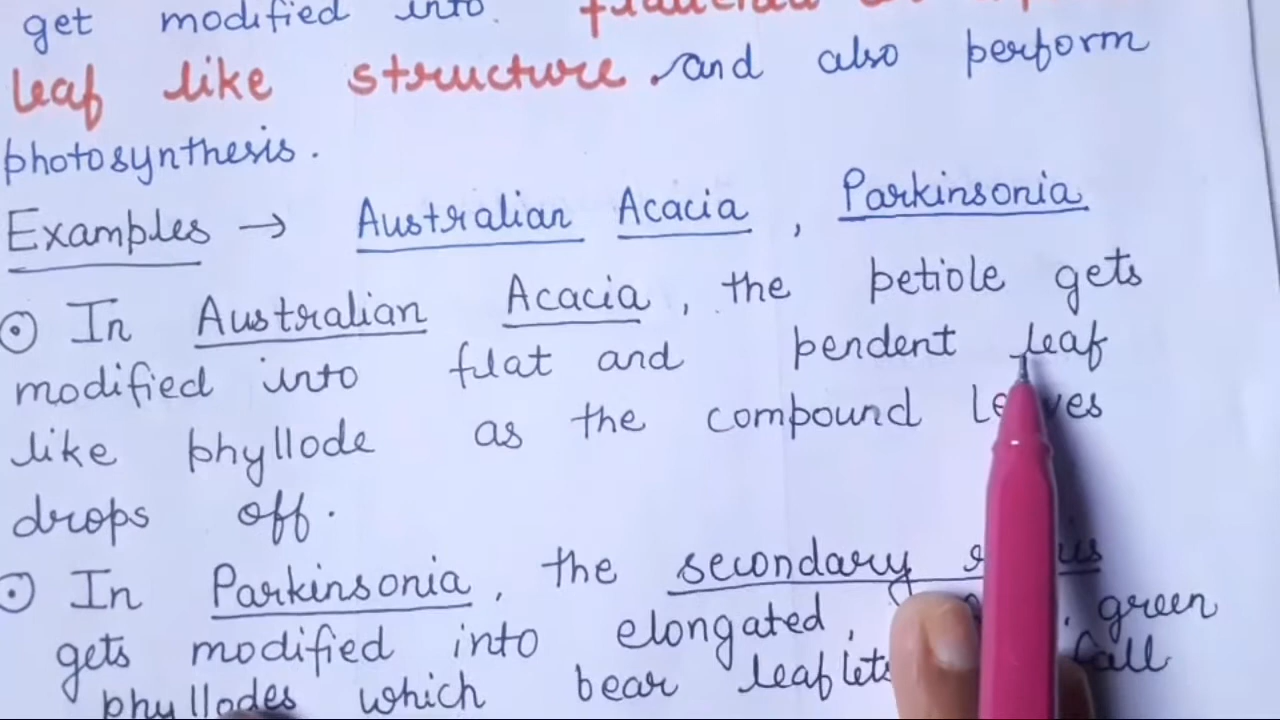 get modified into
leaf like structure. and also perform
photosynthesis.
Examples → Australian Acacia, Parkinsonia
⊙ In Australian Acacia, the petiole gets
modified into flat and pendent leaf
like phyllode as the compound leaves
drops off.
⊙ In Parkinsonia, the secondary
gets modified into elongated, green
phyllodes which bear leaflets fall